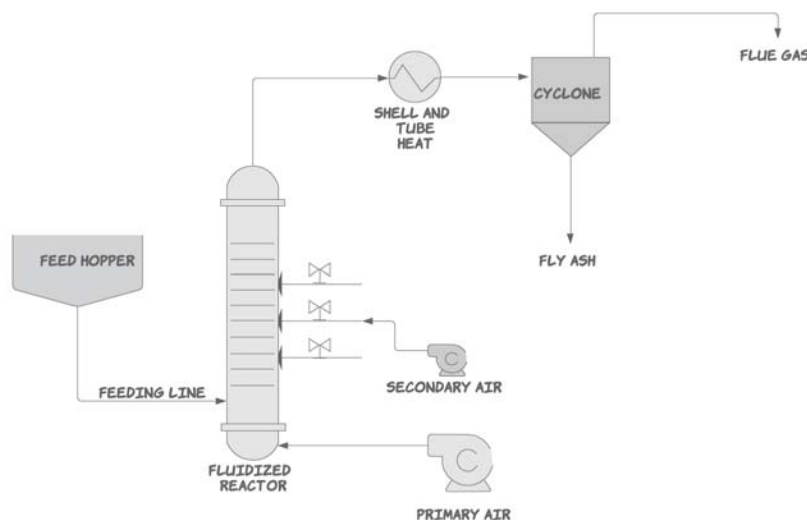 FLUE GAS
CYCLONE
SHELL AND
TUBE
HEAT
FEED HOPPER
FLY ASH
SECONDARY AIR
FEEDING LINE
FLUIDIZED
REACTOR
PRIMARY AIR